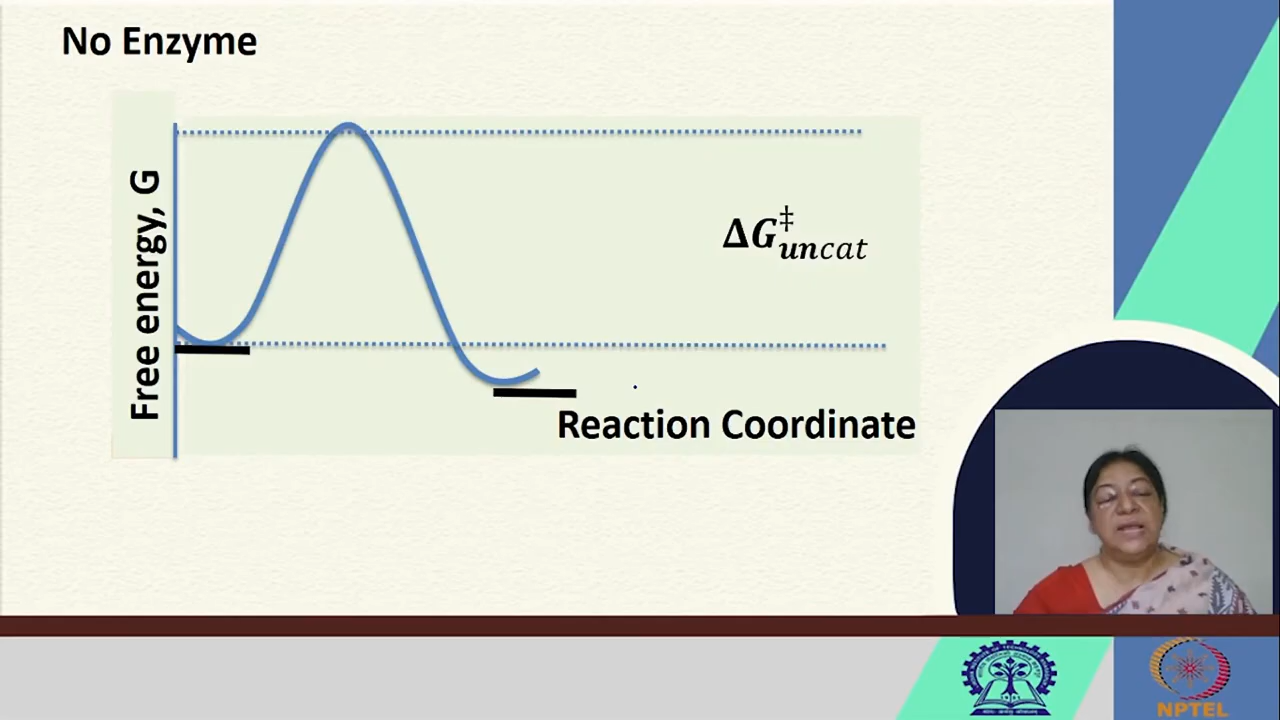 No Enzyme
Free energy, G
ΔG‡uncat
Reaction Coordinate
NPTEL